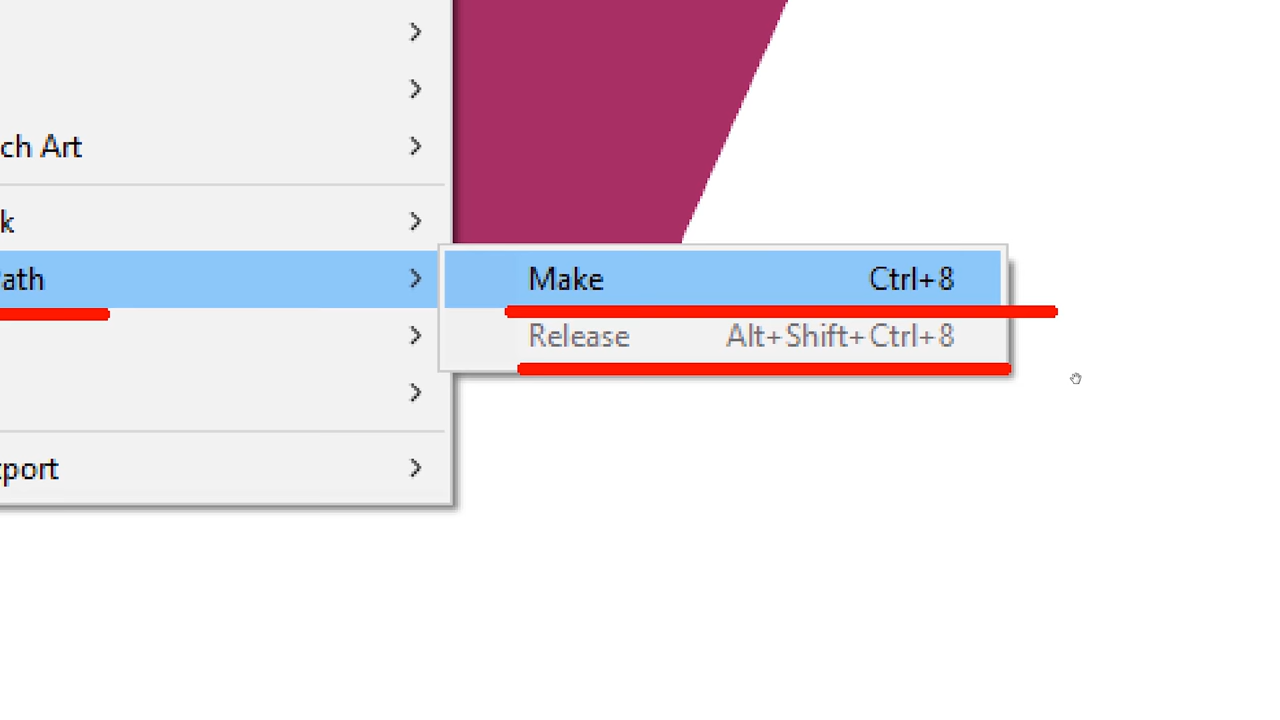 ch Art
k
ath
Make Ctrl+8
Release Alt+Shift+Ctrl+8
port